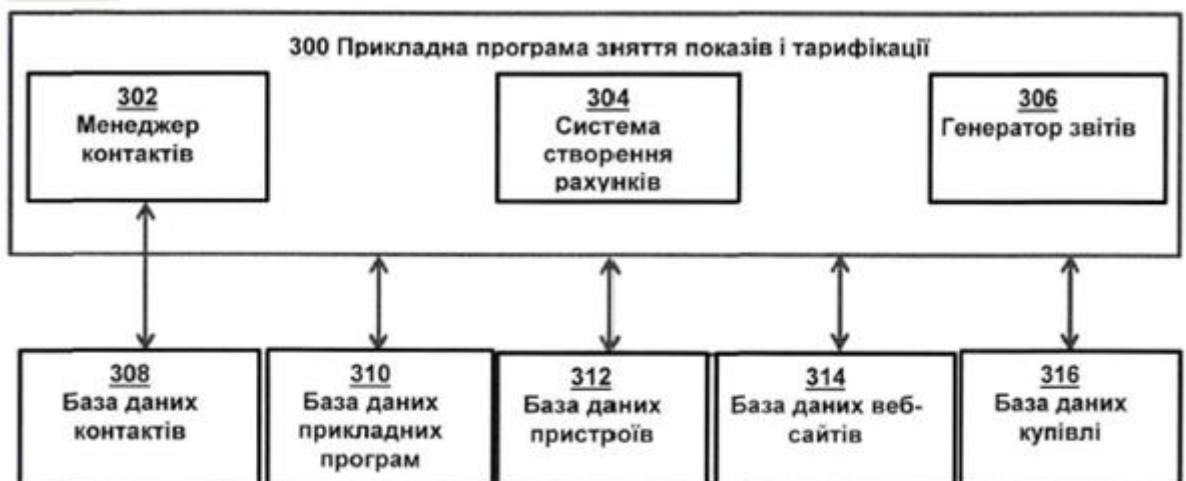 300 Прикладна програма зняття показів і тарифікації
302
Менеджер
контактів
304
Система
створення
рахунків
306
Генератор звітів
308
База даних
контактів
310
База даних
прикладних
програм
312
База даних
пристроїв
314
База даних веб-
сайтів
316
База даних
купівлі